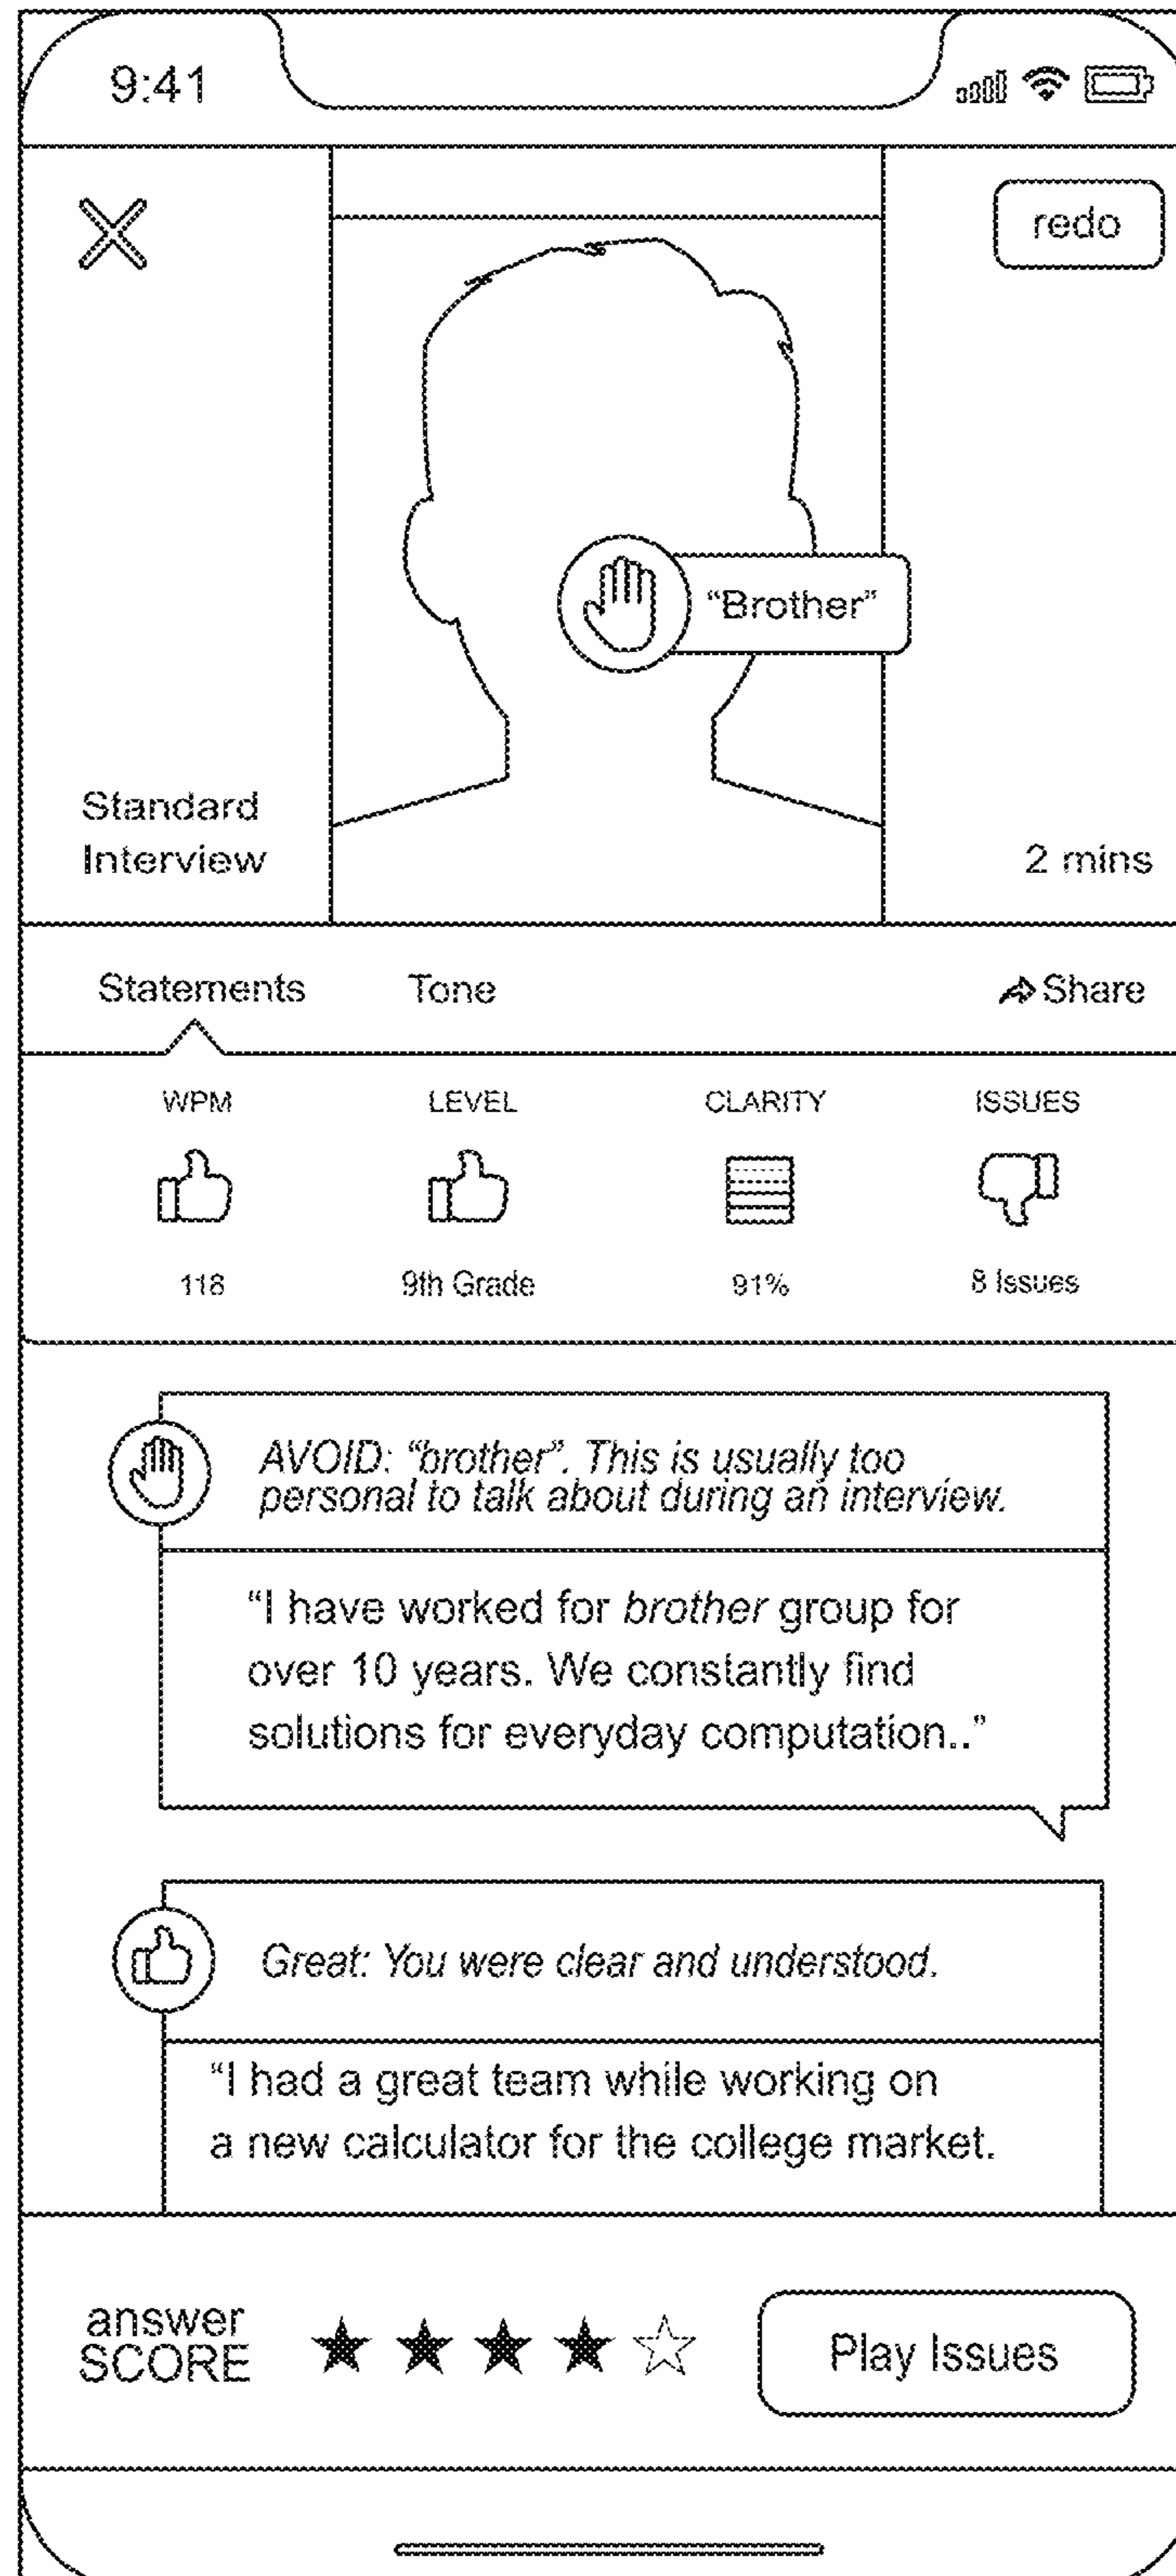 9:41
redo
“Brother”
Standard
Interview
2 mins
Statements Tone Share
WPM LEVEL CLARITY ISSUES
118 9th Grade 91% 8 Issues
AVOID: “brother”. This is usually too
personal to talk about during an interview.
“I have worked for brother group for
over 10 years. We constantly find
solutions for everyday computation..”
Great: You were clear and understood.
“I had a great team while working on
a new calculator for the college market.
answer
SCORE
Play Issues